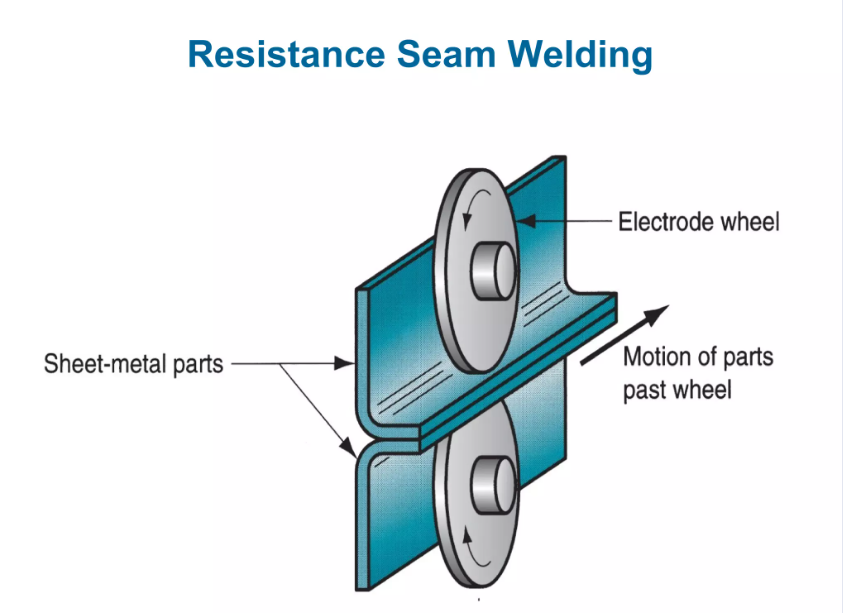 Resistance Seam Welding
Electrode wheel
Sheet-metal parts
Motion of parts
past wheel